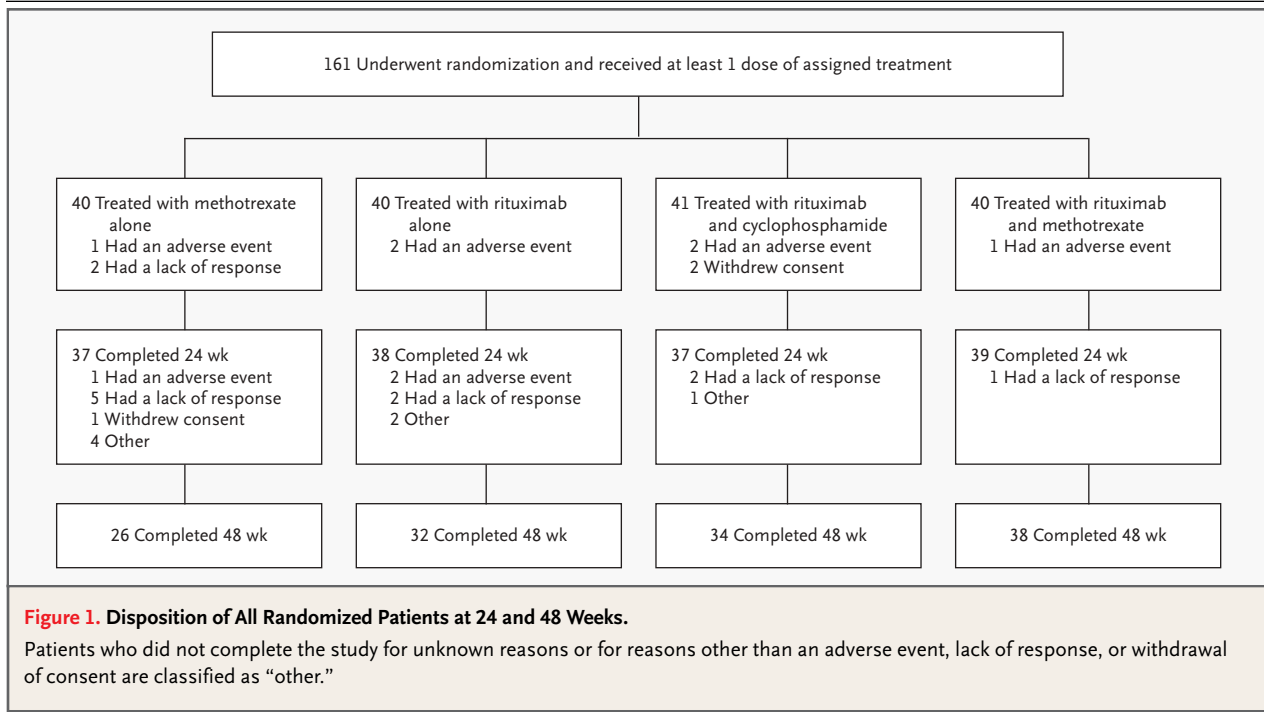 161 Underwent randomization and received at least 1 dose of assigned treatment
40 Treated with methotrexate
alone
1 Had an adverse event
2 Had a lack of response
40 Treated with rituximab
alone
2 Had an adverse event
41 Treated with rituximab
and cyclophosphamide
2 Had an adverse event
2 Withdrew consent
40 Treated with rituximab
and methotrexate
1 Had an adverse event
37 Completed 24 wk
1 Had an adverse event
5 Had a lack of response
1 Withdrew consent
4 Other
38 Completed 24 wk
2 Had an adverse event
2 Had a lack of response
2 Other
37 Completed 24 wk
2 Had a lack of response
1 Other
39 Completed 24 wk
1 Had a lack of response
26 Completed 48 wk
32 Completed 48 wk
34 Completed 48 wk
38 Completed 48 wk
Figure 1. Disposition of All Randomized Patients at 24 and 48 Weeks.
Patients who did not complete the study for unknown reasons or for reasons other than an adverse event, lack of response, or withdrawal
of consent are classified as “other.”